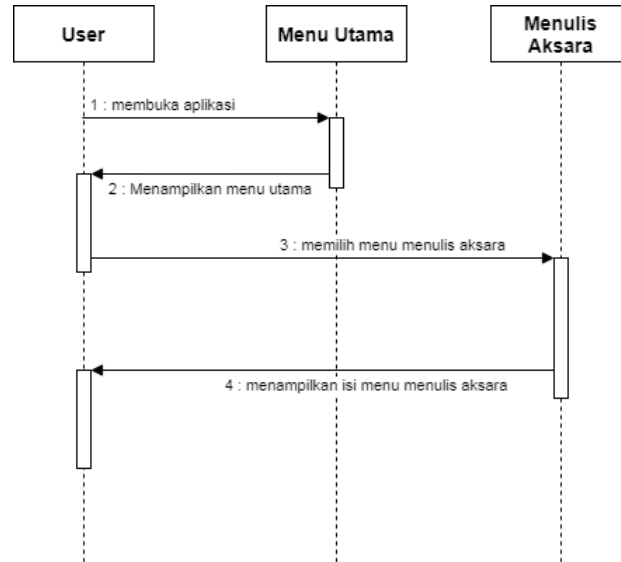 User
Menu Utama
Menulis
Aksara
1 : membuka aplikasi
2 : Menampilkan menu utama
3 : memilih menu menulis aksara
4 : menampilkan isi menu menulis aksara